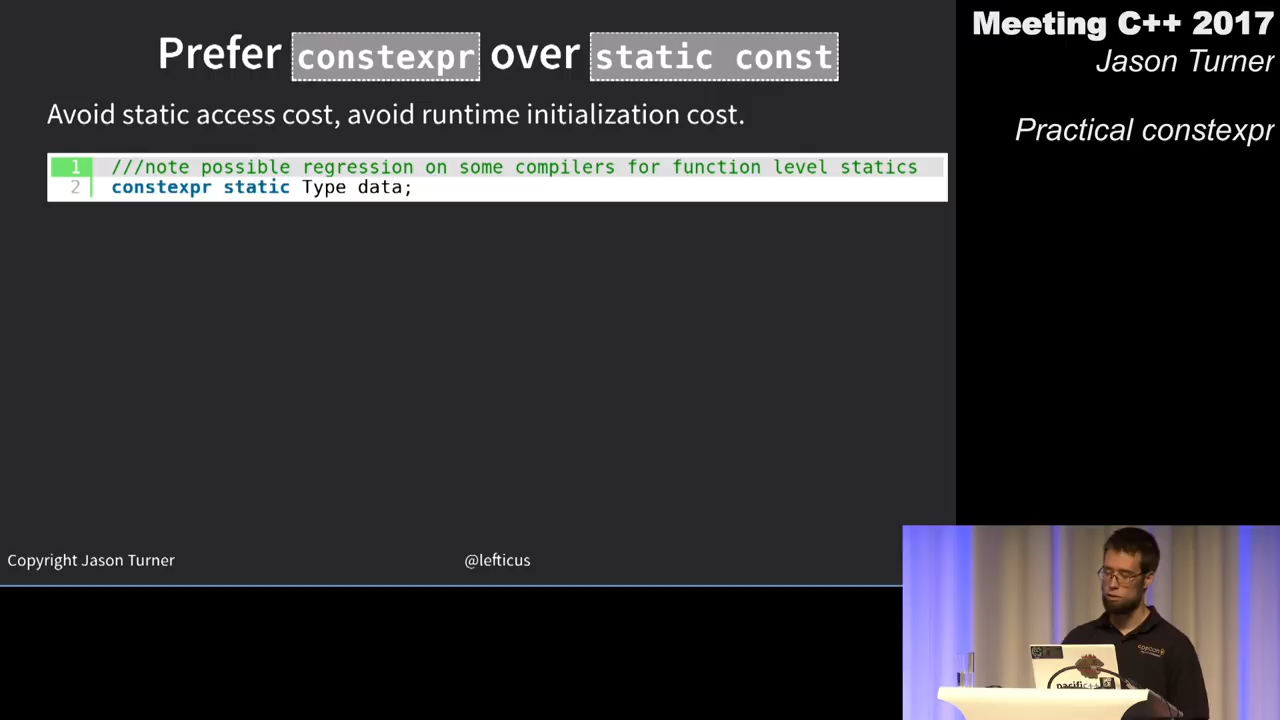 Prefer constexpr over static const
Avoid static access cost, avoid runtime initialization cost.
1 ///note possible regression on some compilers for function level statics
2 constexpr static Type data;
Copyright Jason Turner
@lefticus
Meeting C++ 2017
Jason Turner
Practical constexpr
pacific++